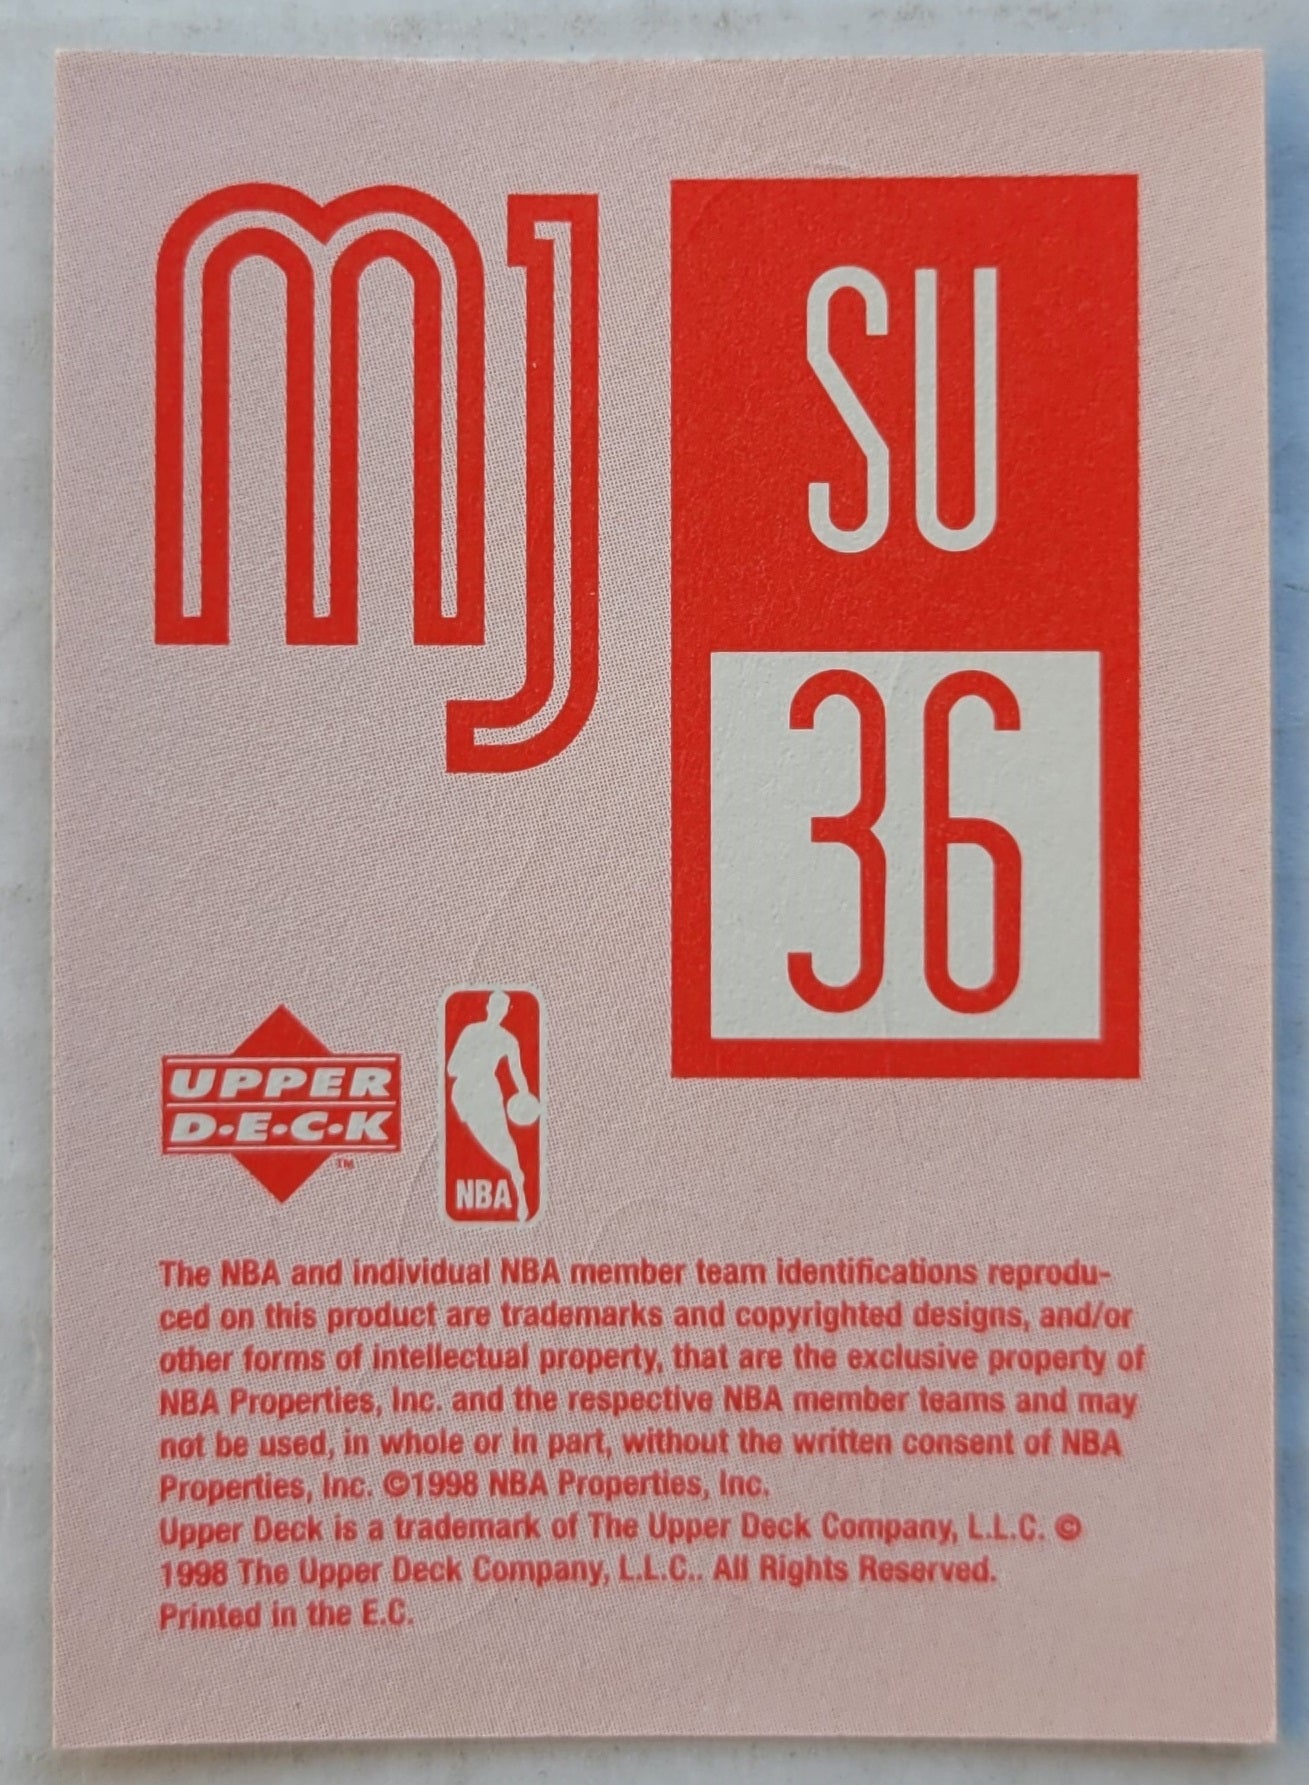 mj
SU
36
UPPER
D•E•C•K
TM
NBA
The NBA and individual NBA member team identifications reprodu-
ced on this product are trademarks and copyrighted designs, and/or
other forms of intellectual property, that are the exclusive property of
NBA Properties, Inc. and the respective NBA member teams and may
not be used, in whole or in part, without the written consent of NBA
Properties, Inc. ©1998 NBA Properties, Inc.
Upper Deck is a trademark of The Upper Deck Company, L.L.C. ©
1998 The Upper Deck Company, L.L.C.. All Rights Reserved.
Printed in the E.C.